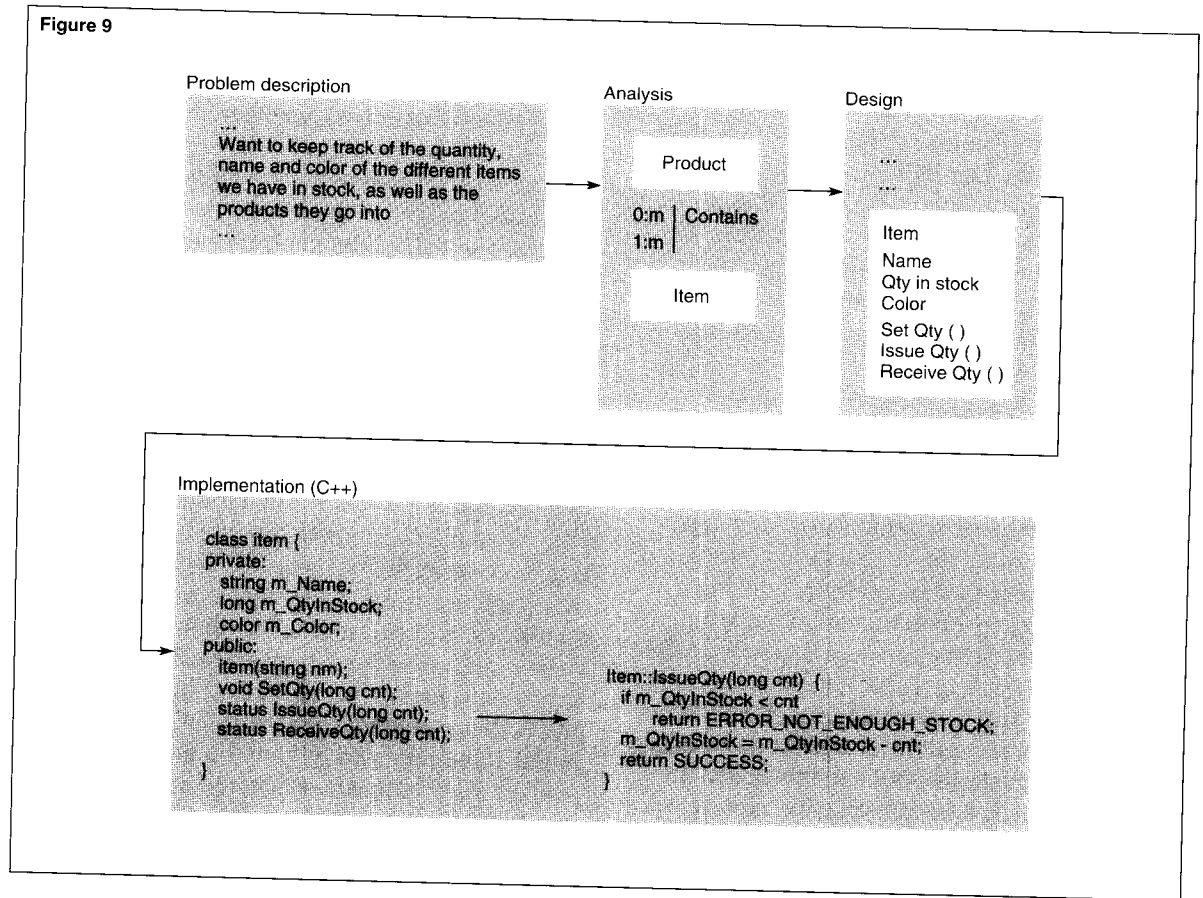 Figure 9
Problem description
...
Want to keep track of the quantity,
name and color of the different items
we have in stock, as well as the
products they go into
...
Analysis
Product
0:m Contains
1:m
Item
Design
...
...
Item
Name
Qty in stock
Color
Set Qty ( )
Issue Qty ( )
Receive Qty ( )
Implementation (C++)
class item {
private:
string m_Name;
long m_QtyInStock;
color m_Color;
public:
item(string nm);
void SetQty(long cnt);
status IssueQty(long cnt);
status ReceiveQty(long cnt);
}
Item::IssueQty(long cnt) {
if m_QtyInStock < cnt
return ERROR_NOT_ENOUGH_STOCK;
m_QtyInStock = m_QtyInStock - cnt;
return SUCCESS;
}